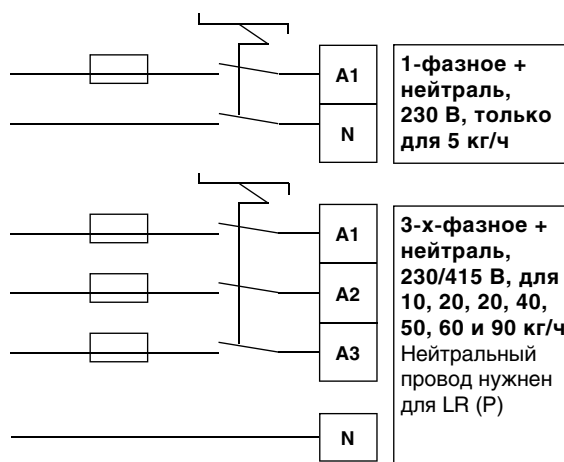 A1
N
1-фазное +
нейтраль,
230 В, только
для 5 кг/ч
A1
A2
A3
N
3-х-фазное +
нейтраль,
230/415 В, для
10, 20, 20, 40,
50, 60 и 90 кг/ч
Нейтральный
провод нужнен
для LR (P)